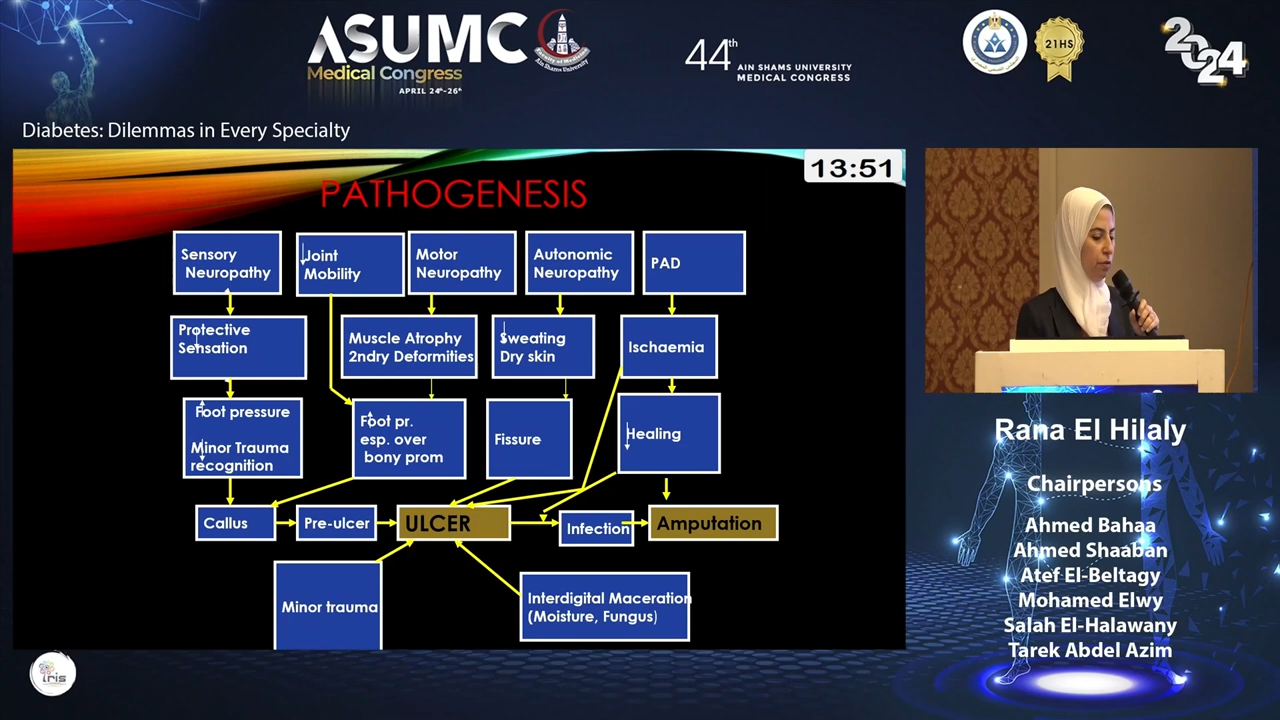 ASUMC
Medical Congress
APRIL 24th-26th
44th
AIN SHAMS UNIVERSITY
MEDICAL CONGRESS
21HS
2024
Diabetes: Dilemmas in Every Specialty
13:51
PATHOGENESIS
Sensory
Neuropathy
↓Joint
Mobility
Motor
Neuropathy
Autonomic
Neuropathy
PAD
Protective
↓
Sensation
Muscle Atrophy
2ndry Deformities
↓Sweating
Dry skin
Ischaemia
↑Foot pressure
↓Minor Trauma
recognition
↑Foot pr.
esp. over
bony prom
Fissure
↓Healing
Callus
Pre-ulcer
ULCER
Infection
Amputation
Minor trauma
Interdigital Maceration
(Moisture, Fungus)
Rana El Hilaly
Chairpersons
Ahmed Bahaa
Ahmed Shaaban
Atef El-Beltagy
Mohamed Elwy
Salah El-Halawany
Tarek Abdel Azim
iris